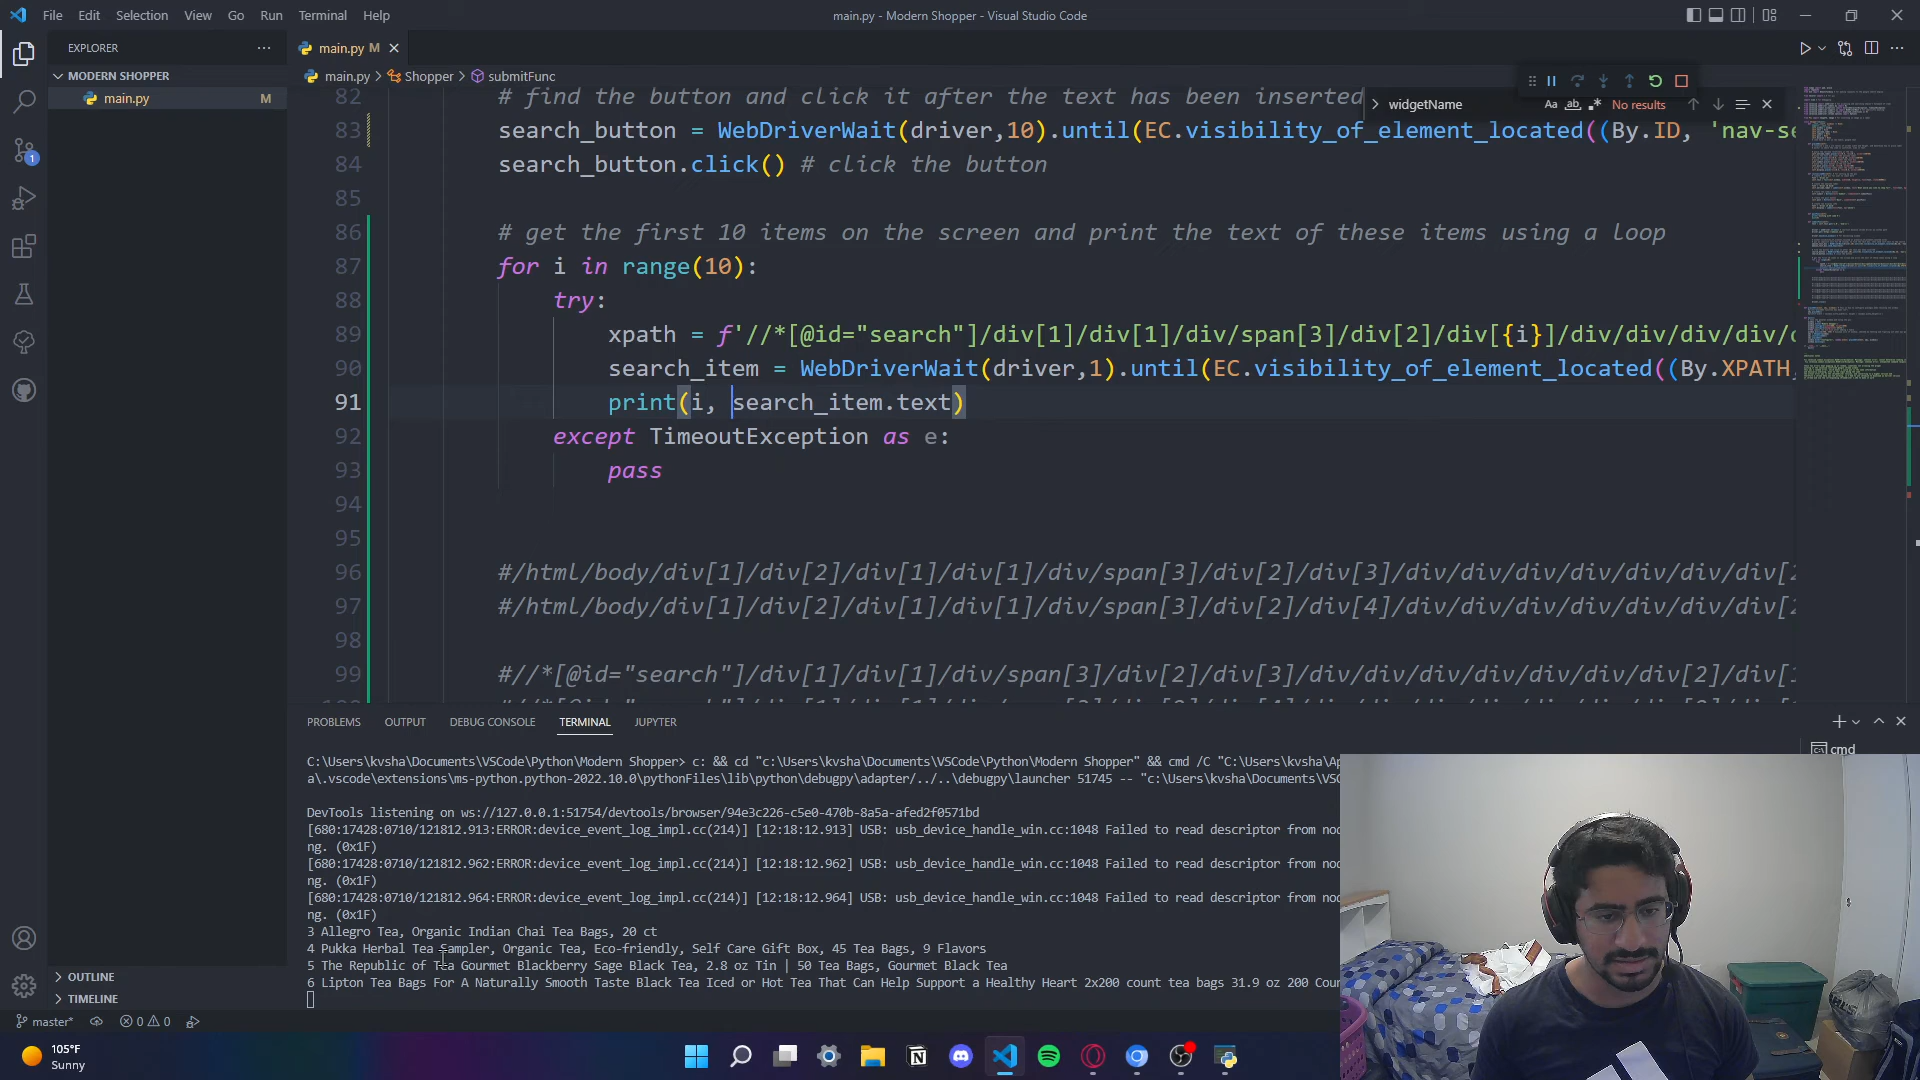 File Edit Selection View Go Run Terminal Help
main.py - Modern Shopper - Visual Studio Code
EXPLORER
MODERN SHOPPER
main.py M
OUTLINE
TIMELINE
main.py M
main.py > Shopper > submitFunc
widgetName
Aa ab No results
82 # find the button and click it after the text has been inserted
83 search_button = WebDriverWait(driver,10).until(EC.visibility_of_element_located((By.ID, 'nav-se
84 search_button.click() # click the button
85
86 # get the first 10 items on the screen and print the text of these items using a loop
87 for i in range(10):
88 try:
89 xpath = f'//*[@id="search"]/div[1]/div[1]/div/span[3]/div[2]/div[{i}]/div/div/div/div/d
90 search_item = WebDriverWait(driver,1).until(EC.visibility_of_element_located((By.XPATH,
91 print(i, search_item.text)
92 except TimeoutException as e:
93 pass
94
95
96 #/html/body/div[1]/div[2]/div[1]/div[1]/div/span[3]/div[2]/div[3]/div/div/div/div/div/div[2
97 #/html/body/div[1]/div[2]/div[1]/div[1]/div/span[3]/div[2]/div[4]/div/div/div/div/div/div[2
98
99 #//*[@id="search"]/div[1]/div[1]/div/span[3]/div[2]/div[3]/div/div/div/div/div/div[2]/div[1
PROBLEMS OUTPUT DEBUG CONSOLE TERMINAL JUPYTER
cmd
C:\Users\kvsha\Documents\VSCode\Python\Modern Shopper> c: && cd "c:\Users\kvsha\Documents\VSCode\Python\Modern Shopper" && cmd /C "C:\Users\kvsha\Ap
a\.vscode\extensions\ms-python.python-2022.10.0\pythonFiles\lib\python\debugpy\adapter/../..\debugpy\launcher 51745 -- "c:\Users\kvsha\Documents\VSC
DevTools listening on ws://127.0.0.1:51754/devtools/browser/94e3c226-c5e0-470b-8a5a-afed2f0571bd
[680:17428:0710/121812.913:ERROR:device_event_log_impl.cc(214)] [12:18:12.913] USB: usb_device_handle_win.cc:1048 Failed to read descriptor from nod
ng. (0x1F)
[680:17428:0710/121812.962:ERROR:device_event_log_impl.cc(214)] [12:18:12.962] USB: usb_device_handle_win.cc:1048 Failed to read descriptor from nod
ng. (0x1F)
[680:17428:0710/121812.964:ERROR:device_event_log_impl.cc(214)] [12:18:12.964] USB: usb_device_handle_win.cc:1048 Failed to read descriptor from nod
ng. (0x1F)
3 Allegro Tea, Organic Indian Chai Tea Bags, 20 ct
4 Pukka Herbal Tea Sampler, Organic Tea, Eco-friendly, Self Care Gift Box, 45 Tea Bags, 9 Flavors
5 The Republic of Tea Gourmet Blackberry Sage Black Tea, 2.8 oz Tin | 50 Tea Bags, Gourmet Black Tea
6 Lipton Tea Bags For A Naturally Smooth Taste Black Tea Iced or Hot Tea That Can Help Support a Healthy Heart 2x200 count tea bags 31.9 oz 200 Cour
master* 0 0
105°F
Sunny